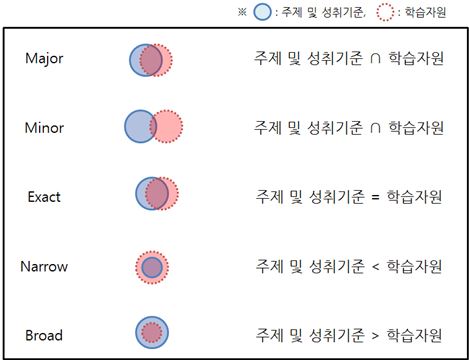 ※ : 주제 및 성취기준, : 학습자원
Major 주제 및 성취기준 ∩ 학습자원
Minor 주제 및 성취기준 ∩ 학습자원
Exact 주제 및 성취기준 = 학습자원
Narrow 주제 및 성취기준 < 학습자원
Broad 주제 및 성취기준 > 학습자원